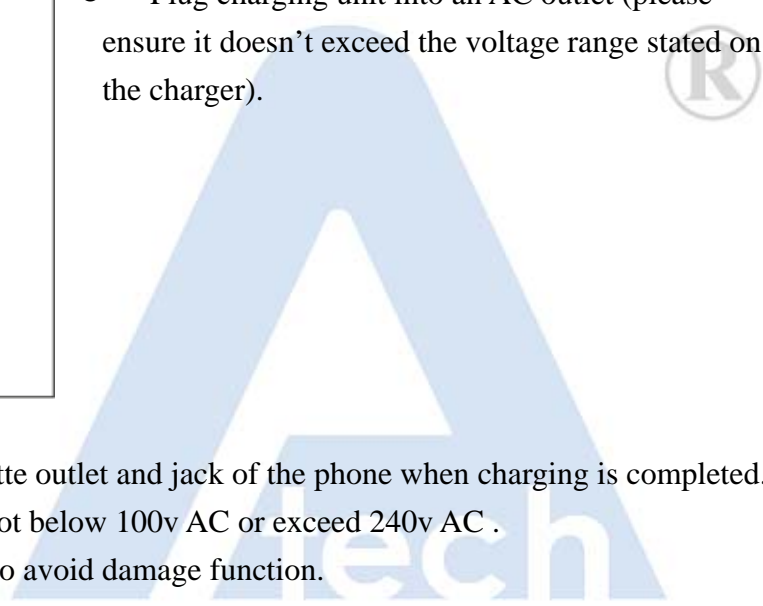 Plug charging unit into an AC outlet (please
ensure it doesn’t exceed the voltage range stated on
the charger).
®
tte outlet and jack of the phone when charging is completed.
ot below 100v AC or exceed 240v AC .
o avoid damage function.
tech